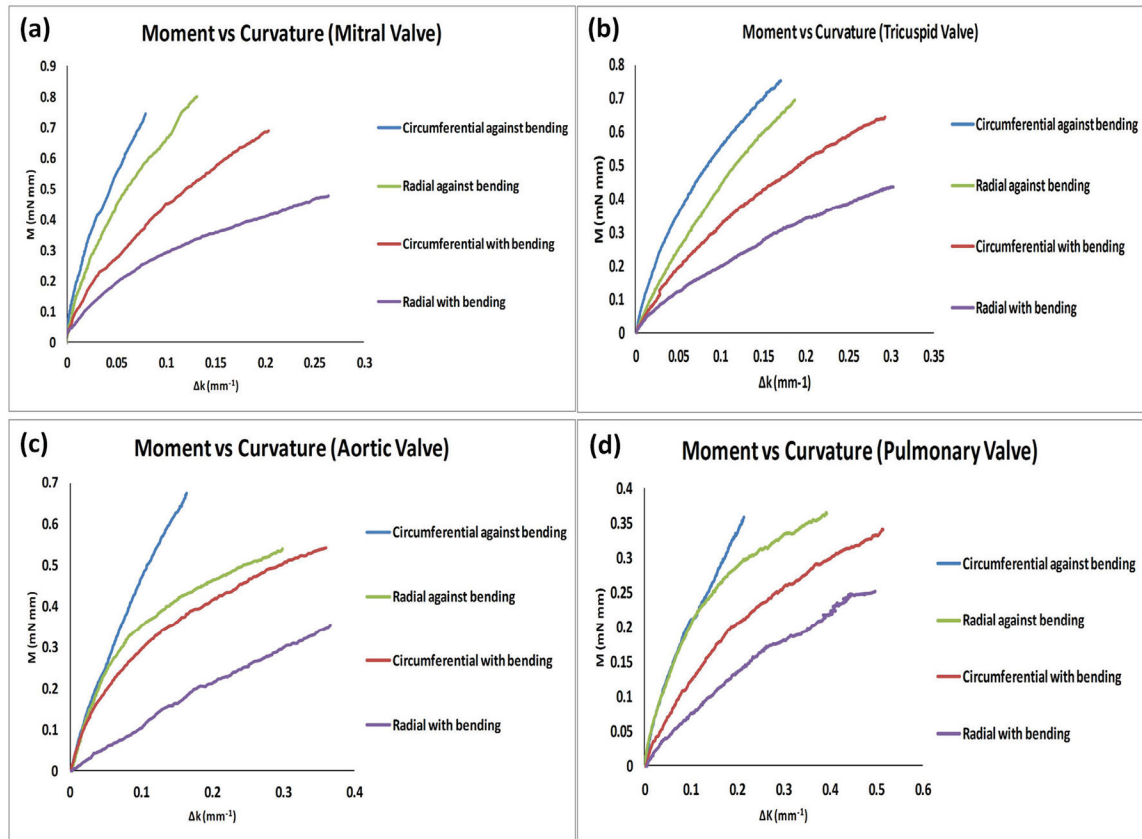 (a)
Moment vs Curvature (Mitral Valve)
0.9
0.8
0.7
0.6
0.5
0.4
0.3
0.2
0.1
0
M (mN mm)
0
0.05
0.1
0.15
0.2
0.25
0.3
Δk (mm⁻¹)
Circumferential against bending
Radial against bending
Circumferential with bending
Radial with bending
(b)
Moment vs Curvature (Tricuspid Valve)
0.8
0.7
0.6
0.5
0.4
0.3
0.2
0.1
0
M (mN mm)
0
0.05
0.1
0.15
0.2
0.25
0.3
0.35
Δk (mm-1)
Circumferential against bending
Radial against bending
Circumferential with bending
Radial with bending
(c)
Moment vs Curvature (Aortic Valve)
0.7
0.6
0.5
0.4
0.3
0.2
0.1
0
M (mN mm)
0
0.1
0.2
0.3
0.4
Δk (mm⁻¹)
Circumferential against bending
Radial against bending
Circumferential with bending
Radial with bending
(d)
Moment vs Curvature (Pulmonary Valve)
0.4
0.35
0.3
0.25
0.2
0.15
0.1
0.05
0
M (mN mm)
0
0.1
0.2
0.3
0.4
0.5
0.6
ΔK (mm⁻¹)
Circumferential against bending
Radial against bending
Circumferential with bending
Radial with bending